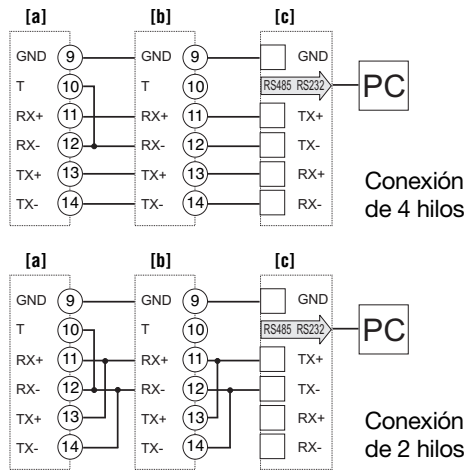 [a] [b] [c]
GND 9 GND 9 GND
T 10 T 10 RS485 RS232 PC
RX+ 11 RX+ 11 TX+
RX- 12 RX- 12 TX-
TX+ 13 TX+ 13 RX+
TX- 14 TX- 14 RX-
Conexión
de 4 hilos
[a] [b] [c]
GND 9 GND 9 GND
T 10 T 10 RS485 RS232 PC
RX+ 11 RX+ 11 TX+
RX- 12 RX- 12 TX-
TX+ 13 TX+ 13 RX+
TX- 14 TX- 14 RX-
Conexión
de 2 hilos